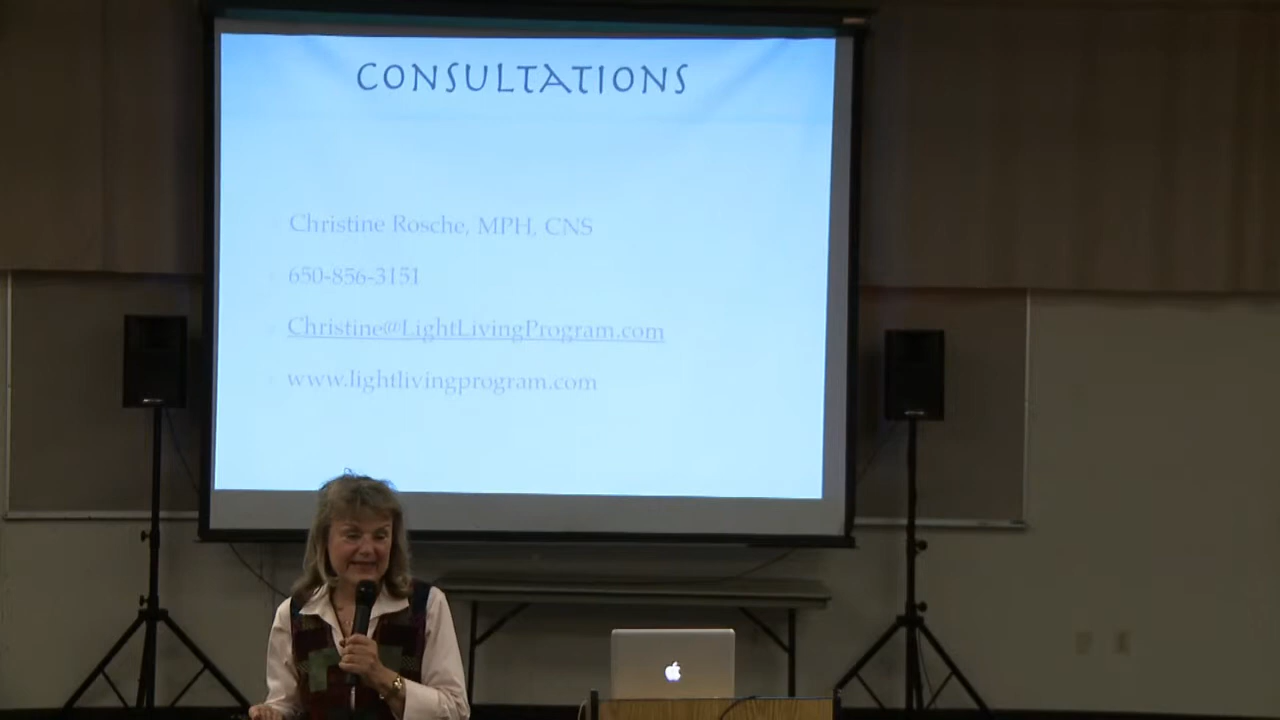 CONSULTATIONS
Christine Rosche, MPH, CNS
650-856-3151
Christine@LightLivingProgram.com
www.lightlivingprogram.com